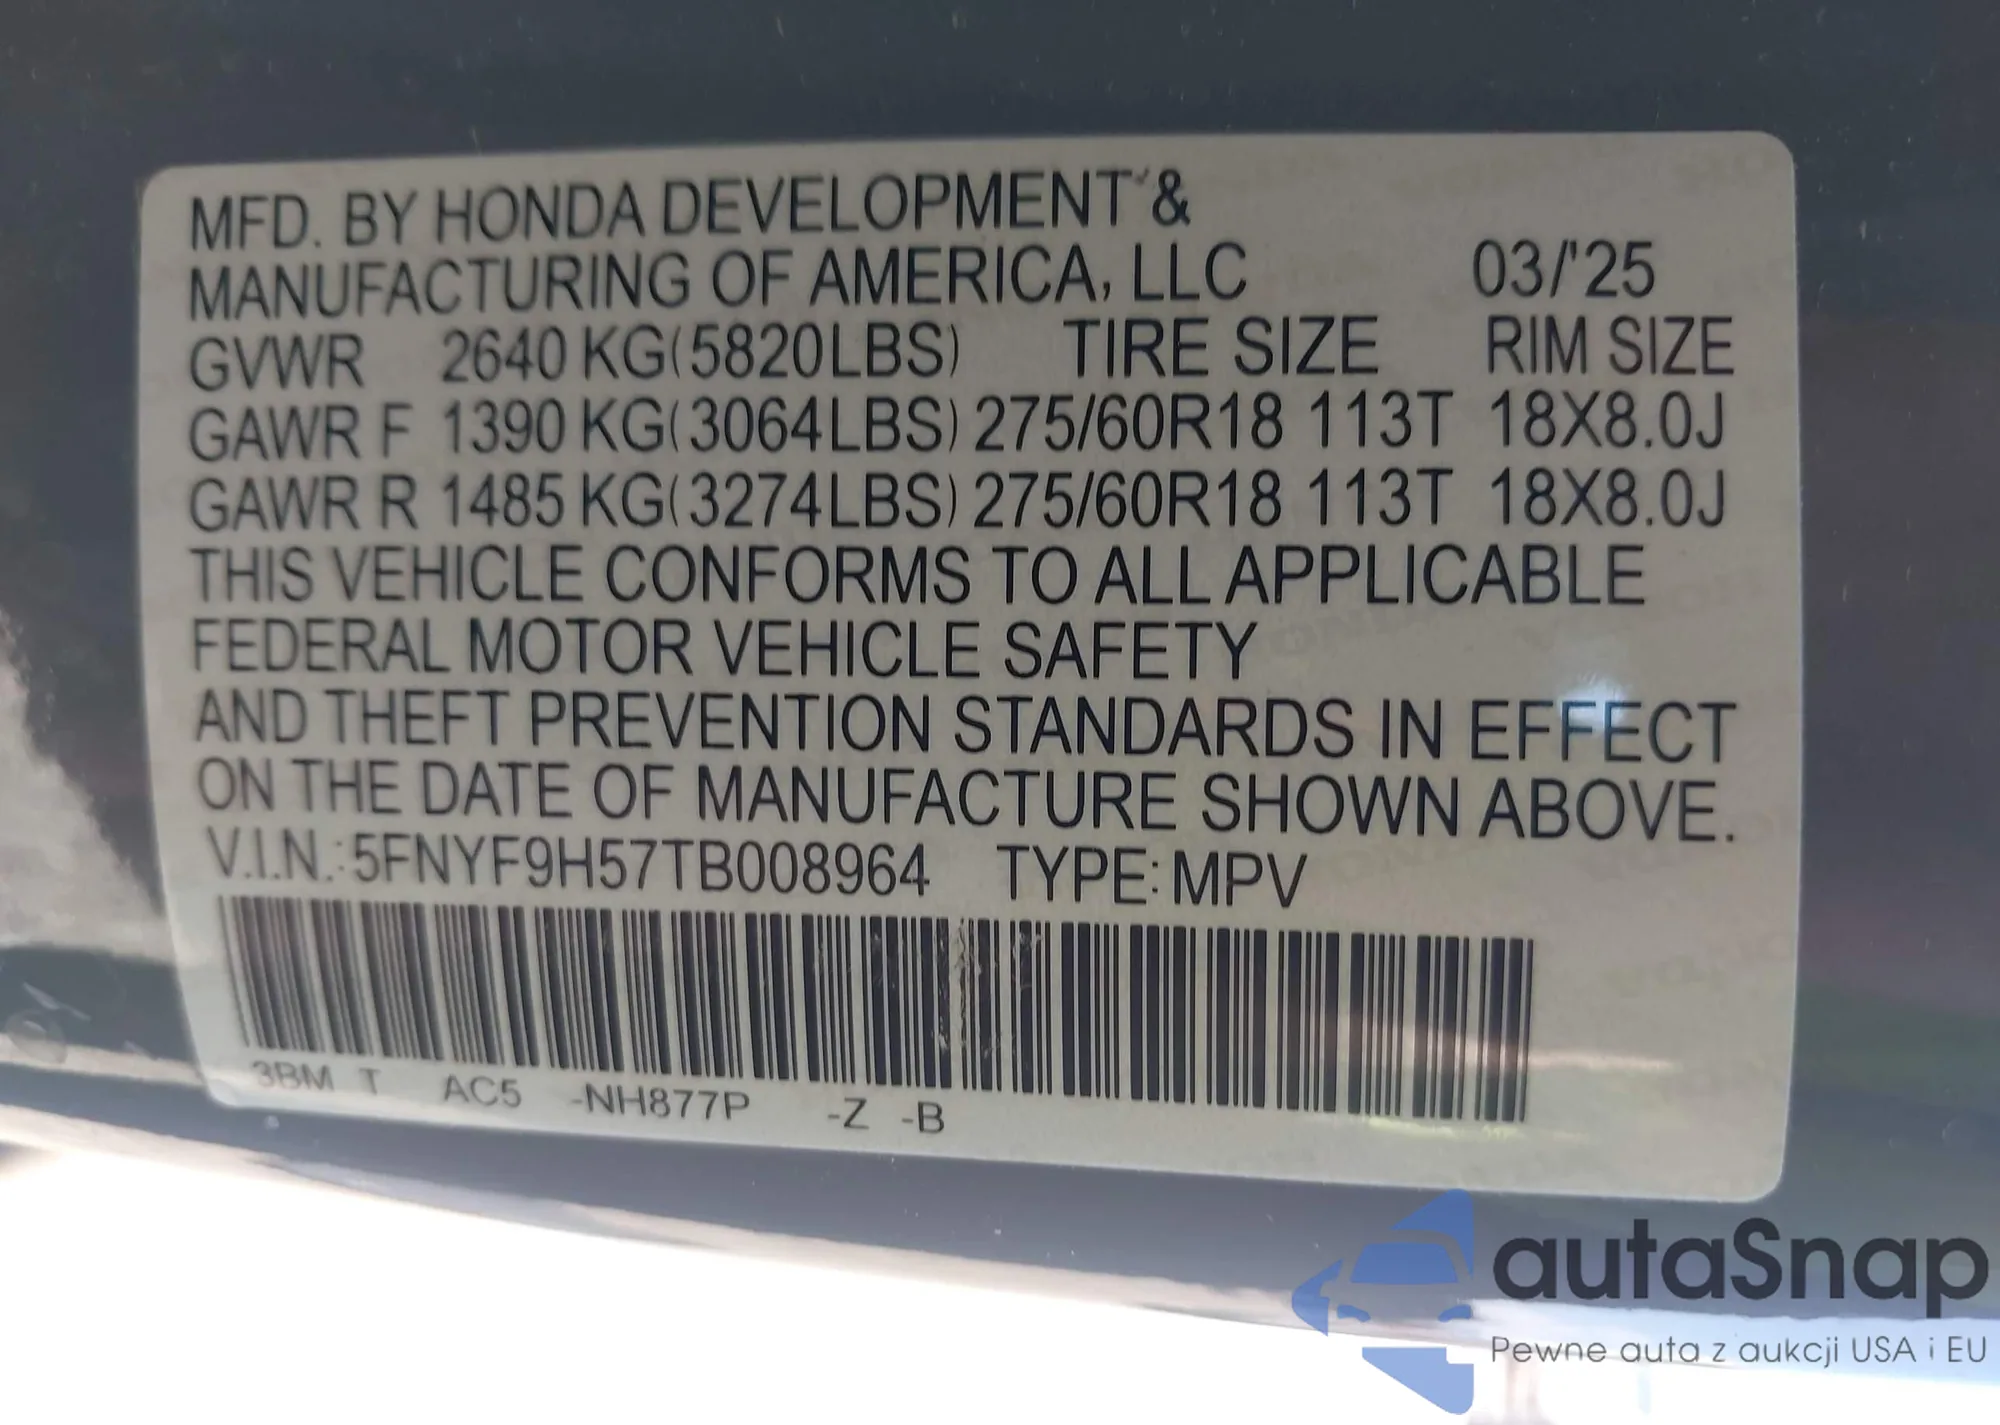 MFD. BY HONDA DEVELOPMENT &
MANUFACTURING OF AMERICA, LLC 03/'25
GVWR 2640 KG(5820LBS) TIRE SIZE RIM SIZE
GAWR F 1390 KG(3064LBS) 275/60R18 113T 18X8.0J
GAWR R 1485 KG(3274LBS) 275/60R18 113T 18X8.0J
THIS VEHICLE CONFORMS TO ALL APPLICABLE
FEDERAL MOTOR VEHICLE SAFETY
AND THEFT PREVENTION STANDARDS IN EFFECT
ON THE DATE OF MANUFACTURE SHOWN ABOVE.
V.I.N.: 5FNYF9H57TB008964 TYPE: MPV
3BM T AC5 -NH877P -Z -B
autaSnap
Pewne auta z aukcji USA i EU